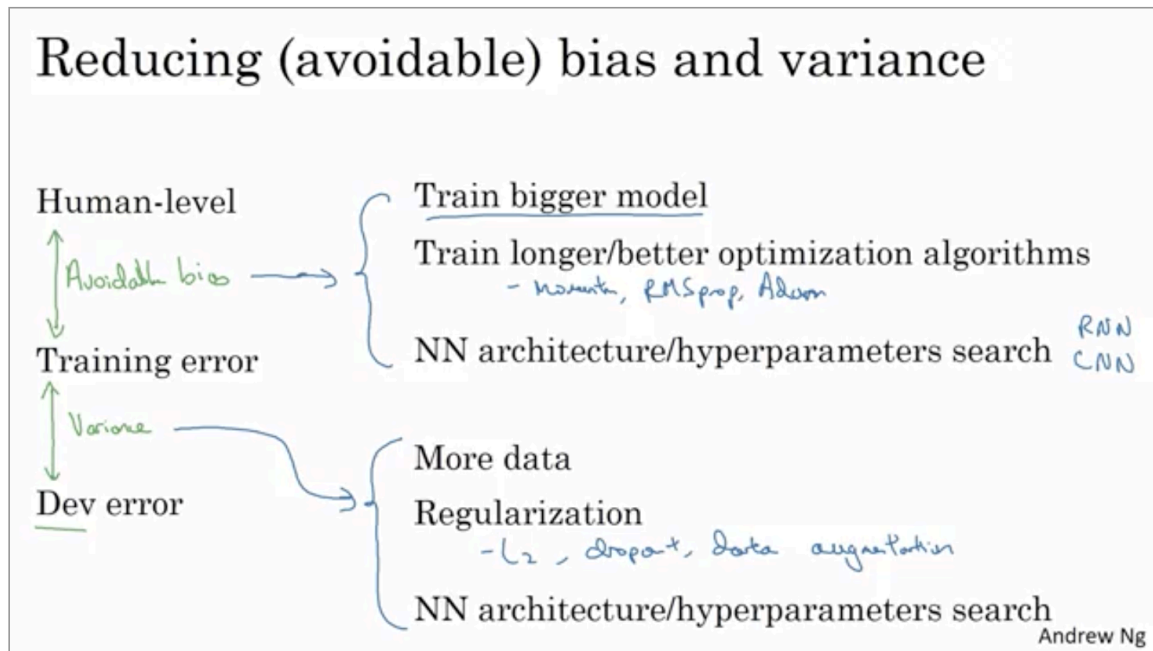 Reducing (avoidable) bias and variance
Human-level
Avoidable bias
Training error
Variance
Dev error
Train bigger model
Train longer/better optimization algorithms
- momentum, RMSprop, Adam
NN architecture/hyperparameters search
RNN
CNN
More data
Regularization
- L2, dropout, data augmentation
NN architecture/hyperparameters search
Andrew Ng